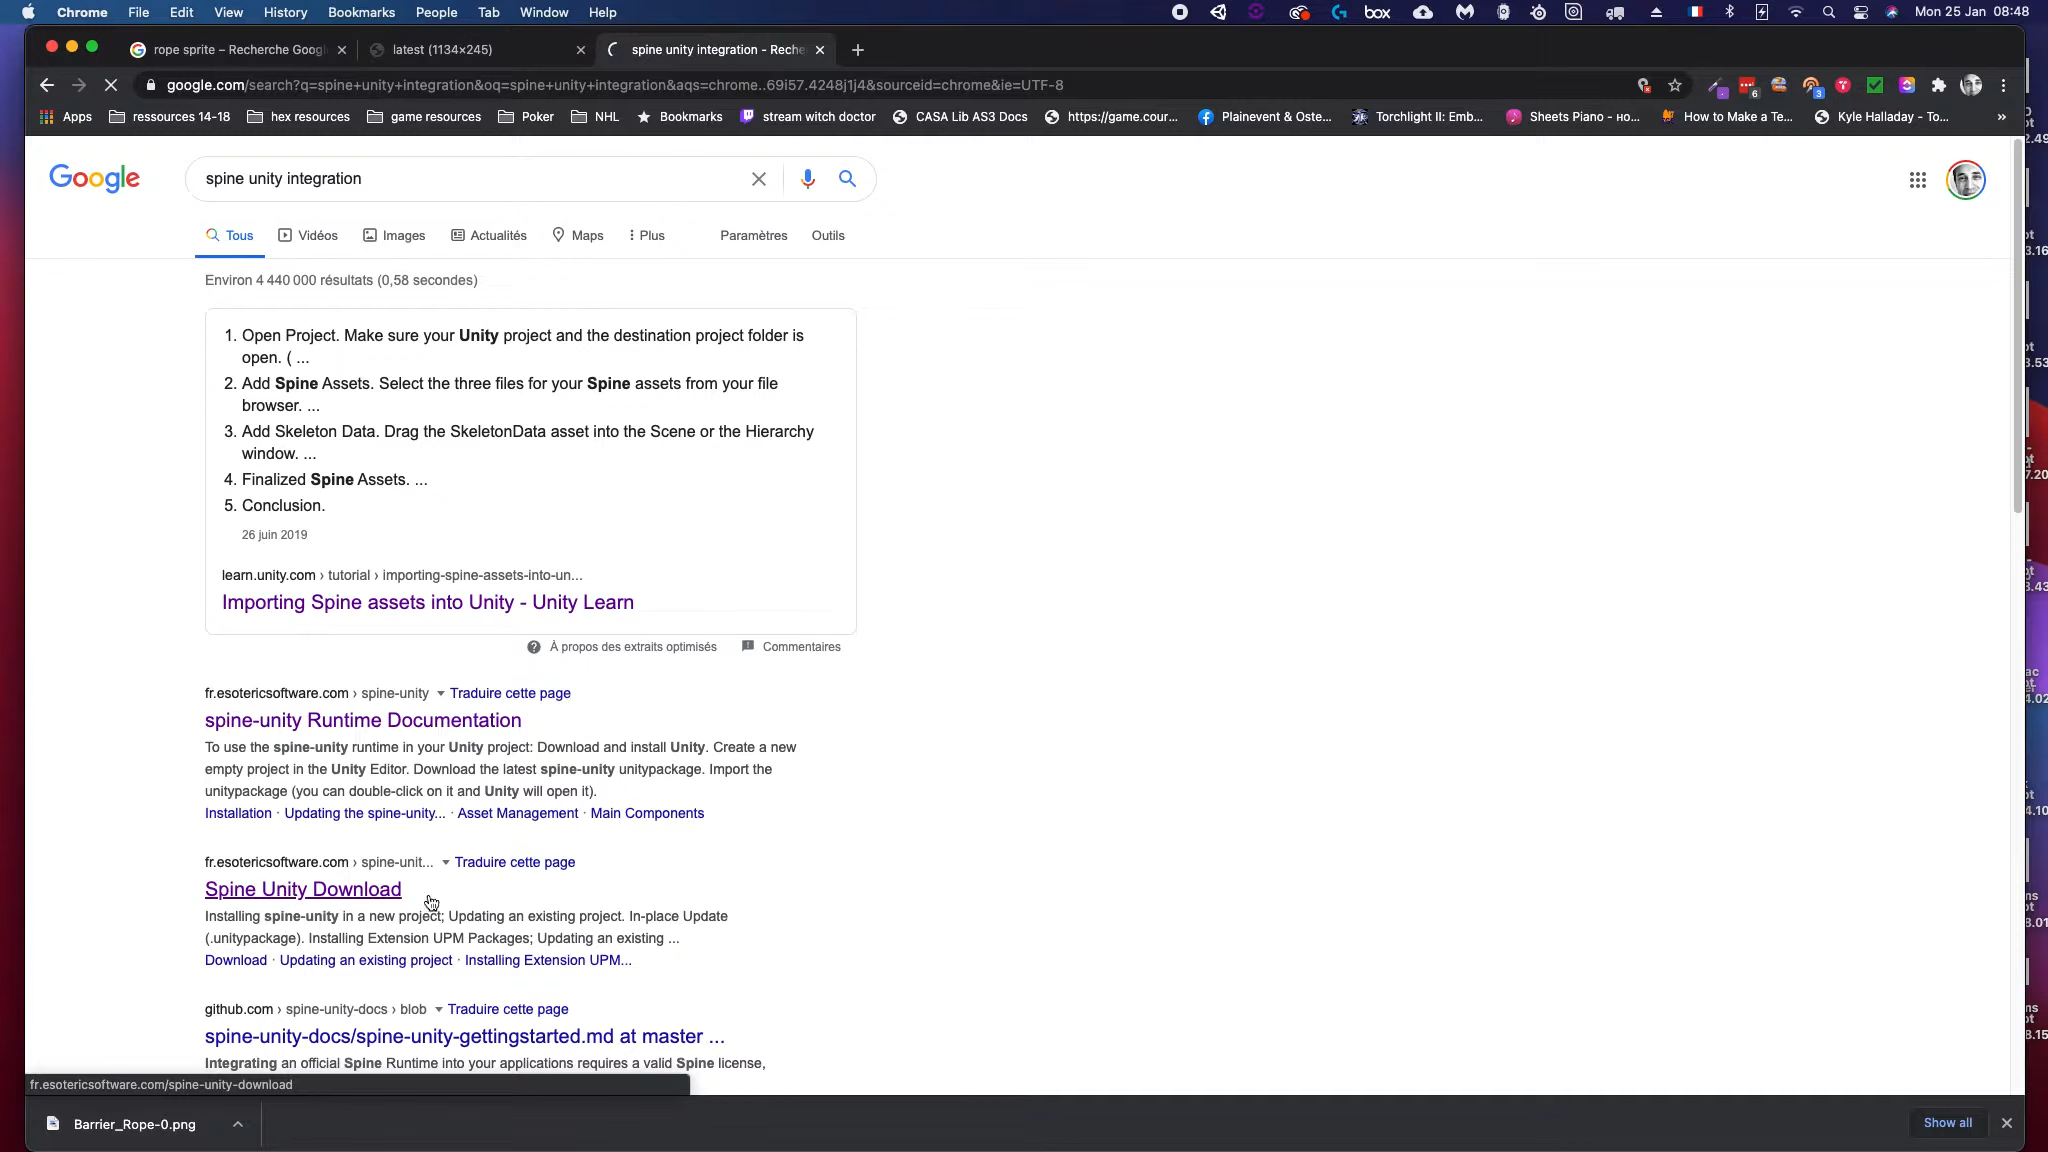 Chrome File Edit View History Bookmarks People Tab Window Help box Mon 25 Jan 08:48
rope sprite – Recherche Googl latest (1134×245) spine unity integration - Reche
google.com/search?q=spine+unity+integration&oq=spine+unity+integration&aqs=chrome..69i57.4248j1j4&sourceid=chrome&ie=UTF-8 6 3
Apps ressources 14-18 hex resources game resources Poker NHL Bookmarks stream witch doctor CASA Lib AS3 Docs https://game.cour... Plainevent & Oste... Torchlight II: Emb... Sheets Piano - но... How to Make a Te... Kyle Halladay - To... »
Google spine unity integration
Tous Vidéos Images Actualités Maps Plus Paramètres Outils
Environ 4 440 000 résultats (0,58 secondes)
1. Open Project. Make sure your Unity project and the destination project folder is
open. ( ...
2. Add Spine Assets. Select the three files for your Spine assets from your file
browser. ...
3. Add Skeleton Data. Drag the SkeletonData asset into the Scene or the Hierarchy
window. ...
4. Finalized Spine Assets. ...
5. Conclusion.
26 juin 2019
learn.unity.com › tutorial › importing-spine-assets-into-un...
Importing Spine assets into Unity - Unity Learn
À propos des extraits optimisés Commentaires
fr.esotericsoftware.com › spine-unity Traduire cette page
spine-unity Runtime Documentation
To use the spine-unity runtime in your Unity project: Download and install Unity. Create a new
empty project in the Unity Editor. Download the latest spine-unity unitypackage. Import the
unitypackage (you can double-click on it and Unity will open it).
Installation · Updating the spine-unity... · Asset Management · Main Components
fr.esotericsoftware.com › spine-unit... Traduire cette page
Spine Unity Download
Installing spine-unity in a new project; Updating an existing project. In-place Update
(.unitypackage). Installing Extension UPM Packages; Updating an existing ...
Download · Updating an existing project · Installing Extension UPM...
github.com › spine-unity-docs › blob Traduire cette page
spine-unity-docs/spine-unity-gettingstarted.md at master ...
Integrating an official Spine Runtime into your applications requires a valid Spine license,
fr.esotericsoftware.com/spine-unity-download
Barrier_Rope-0.png Show all